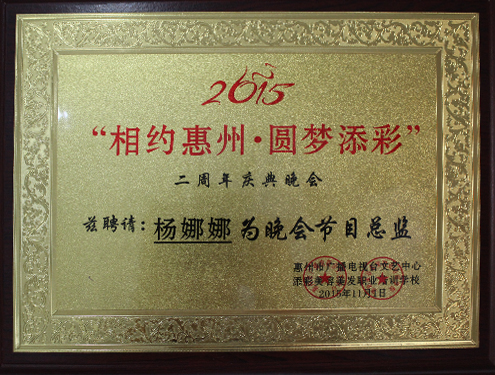 2015
“相约惠州·圆梦添彩”
二周年庆典晚会
兹聘请：杨娜娜为晚会节目总监
惠州市广播电视台文艺中心
添彩美容美发职业培训学校
2015年11月1日